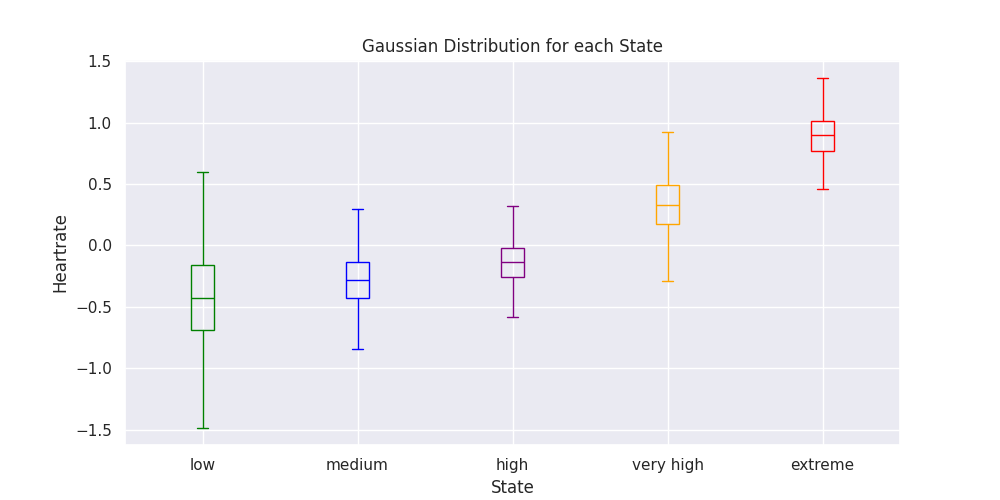 Gaussian Distribution for each State
1.5
1.0
0.5
0.0
−0.5
−1.0
−1.5
Heartrate
low medium high very high extreme
State